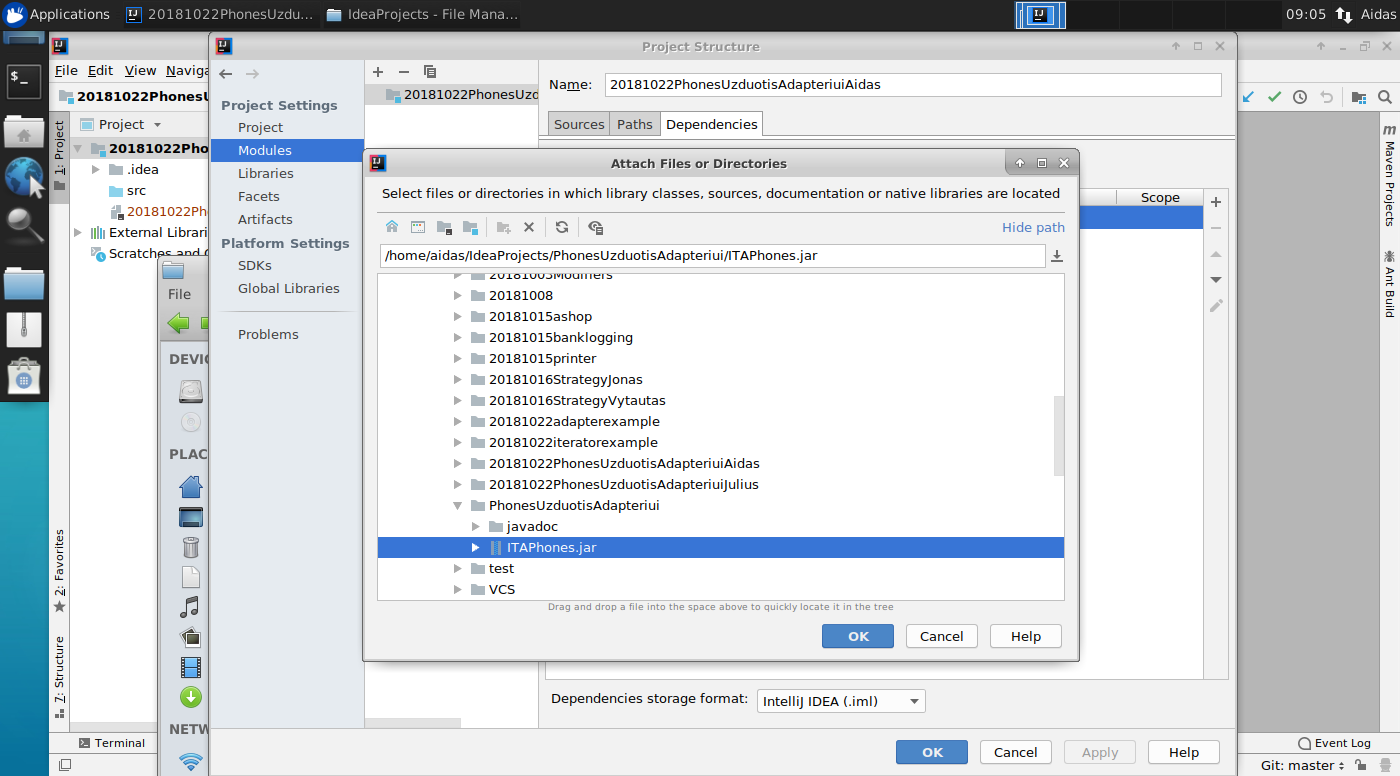 Applications
20181022PhonesUzdu...
IdeaProjects - File Mana...
09:05
Aidas
Project Structure
File Edit View Naviga
20181022PhonesU
1: Project
Project
20181022Pho
.idea
src
20181022Ph
External Librari
Scratches and C
File
DEVIC
PLAC
NETW
2: Favorites
7: Structure
Terminal
Project Settings
Project
Modules
Libraries
Facets
Artifacts
Platform Settings
SDKs
Global Libraries
Problems
20181022PhonesUzd
Name: 20181022PhonesUzduotisAdapteriuiAidas
Sources Paths Dependencies
Scope
Attach Files or Directories
Select files or directories in which library classes, sources, documentation or native libraries are located
Hide path
/home/aidas/IdeaProjects/PhonesUzduotisAdapteriui/ITAPhones.jar
20181003Modifiers
20181008
20181015ashop
20181015banklogging
20181015printer
20181016StrategyJonas
20181016StrategyVytautas
20181022adapterexample
20181022iteratorexample
20181022PhonesUzduotisAdapteriuiAidas
20181022PhonesUzduotisAdapteriuiJulius
PhonesUzduotisAdapteriui
javadoc
ITAPhones.jar
test
VCS
Drag and drop a file into the space above to quickly locate it in the tree
OK Cancel Help
Dependencies storage format: IntelliJ IDEA (.iml)
OK Cancel Apply Help
m Maven Projects
Ant Build
Event Log
Git: master